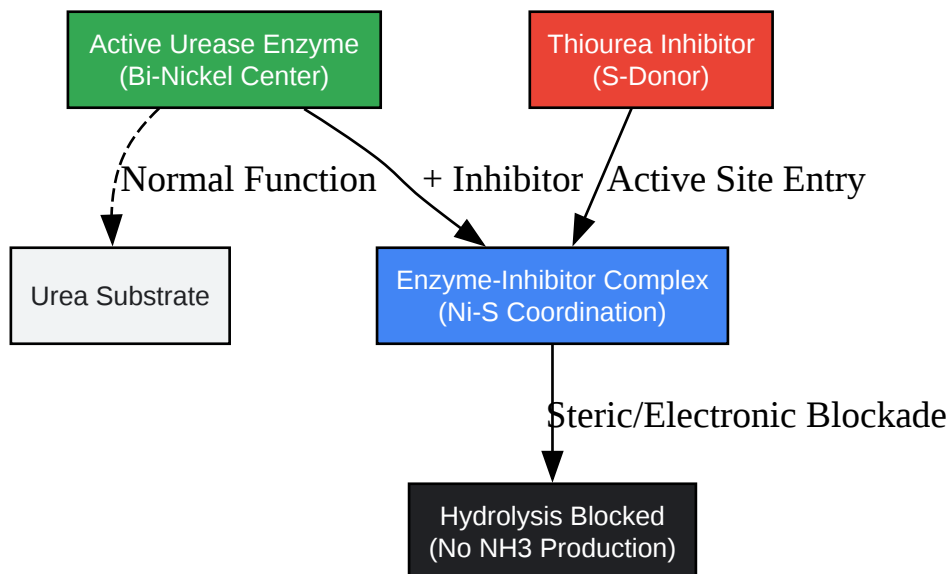 Active Urease Enzyme
(Bi-Nickel Center)
Thiourea Inhibitor
(S-Donor)
Normal Function
+ Inhibitor
Active Site Entry
Urea Substrate
Enzyme-Inhibitor Complex
(Ni-S Coordination)
Steric/Electronic Blockade
Hydrolysis Blocked
(No NH3 Production)